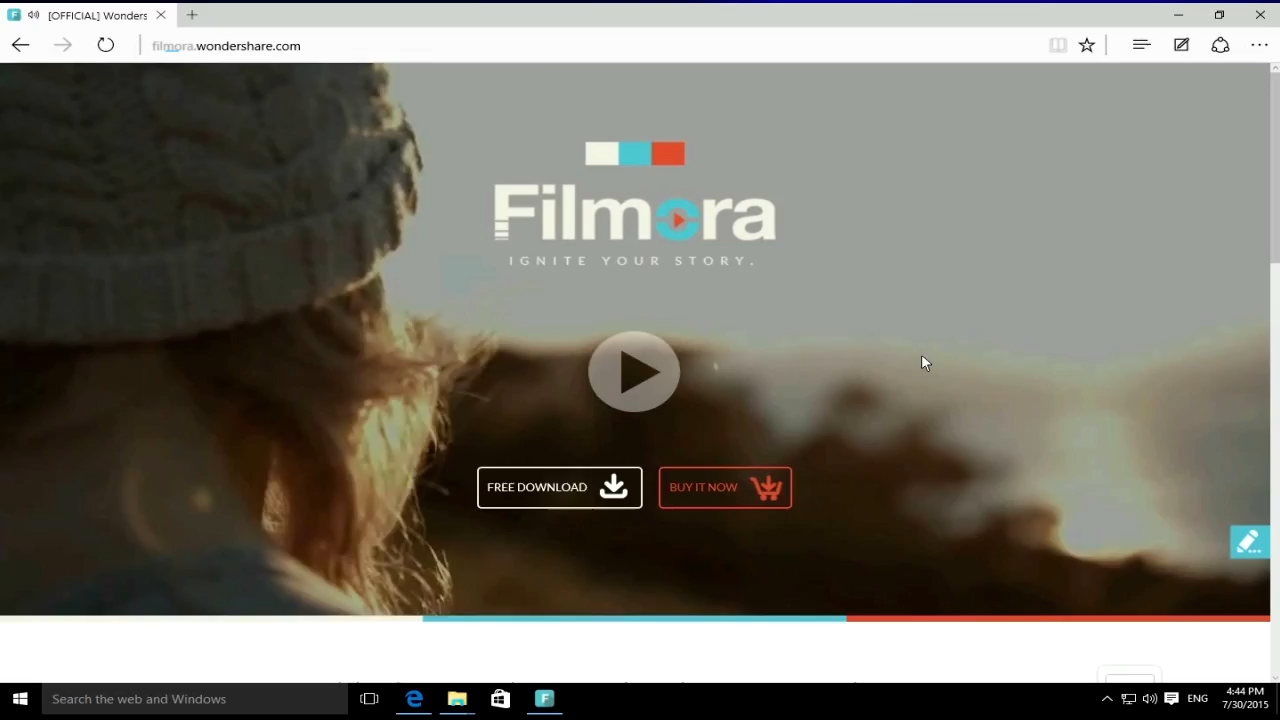 [OFFICIAL] Wonders
filmora.wondershare.com
Filmora
IGNITE YOUR STORY.
FREE DOWNLOAD
BUY IT NOW
Search the web and Windows
ENG
4:44 PM
7/30/2015